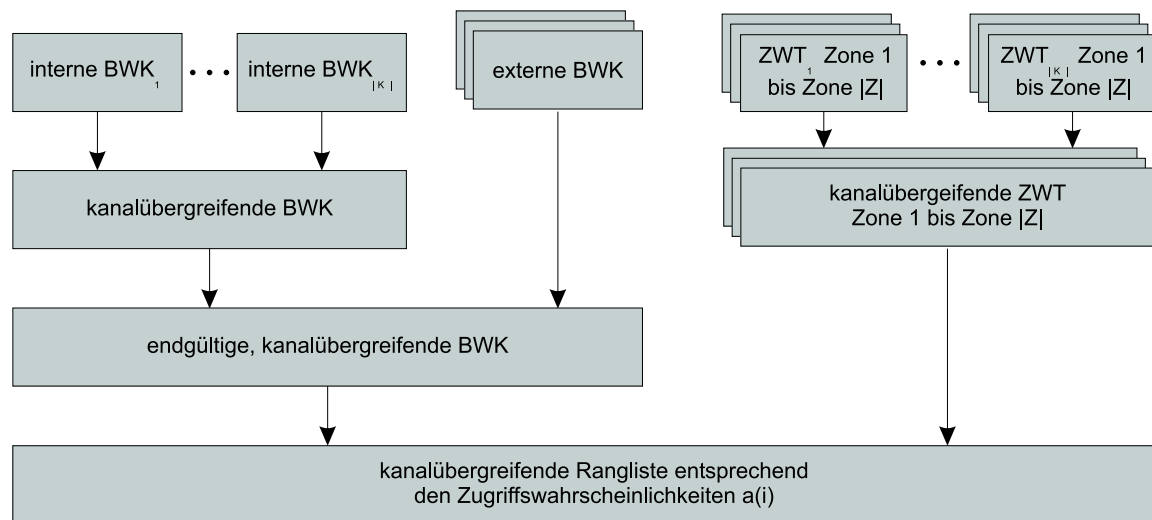 interne BWK₁ • • • interne BWK|K|
externe BWK
ZWT₁ Zone 1
bis Zone |Z|
• • •
ZWT|K| Zone 1
bis Zone |Z|
kanalübergreifende BWK
kanalübergeifende ZWT
Zone 1 bis Zone |Z|
endgültige, kanalübergreifende BWK
kanalübergreifende Rangliste entsprechend
den Zugriffswahrscheinlichkeiten a(i)